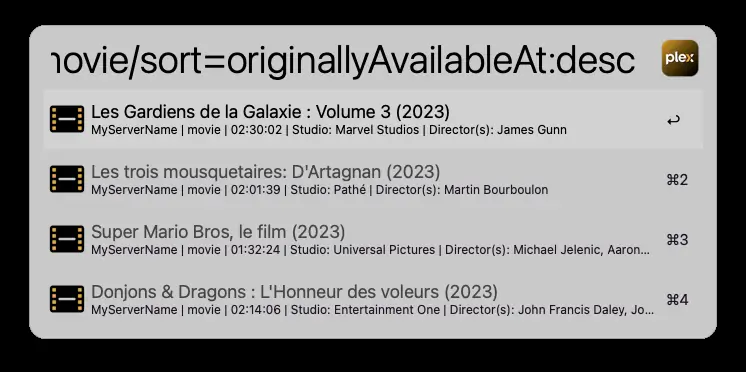 movie/sort=originallyAvailableAt:desc
plex
Les Gardiens de la Galaxie : Volume 3 (2023)
MyServerName | movie | 02:30:02 | Studio: Marvel Studios | Director(s): James Gunn
↩
Les trois mousquetaires: D'Artagnan (2023)
MyServerName | movie | 02:01:39 | Studio: Pathé | Director(s): Martin Bourboulon
⌘2
Super Mario Bros, le film (2023)
MyServerName | movie | 01:32:24 | Studio: Universal Pictures | Director(s): Michael Jelenic, Aaron...
⌘3
Donjons & Dragons : L'Honneur des voleurs (2023)
MyServerName | movie | 02:14:06 | Studio: Entertainment One | Director(s): John Francis Daley, Jo...
⌘4